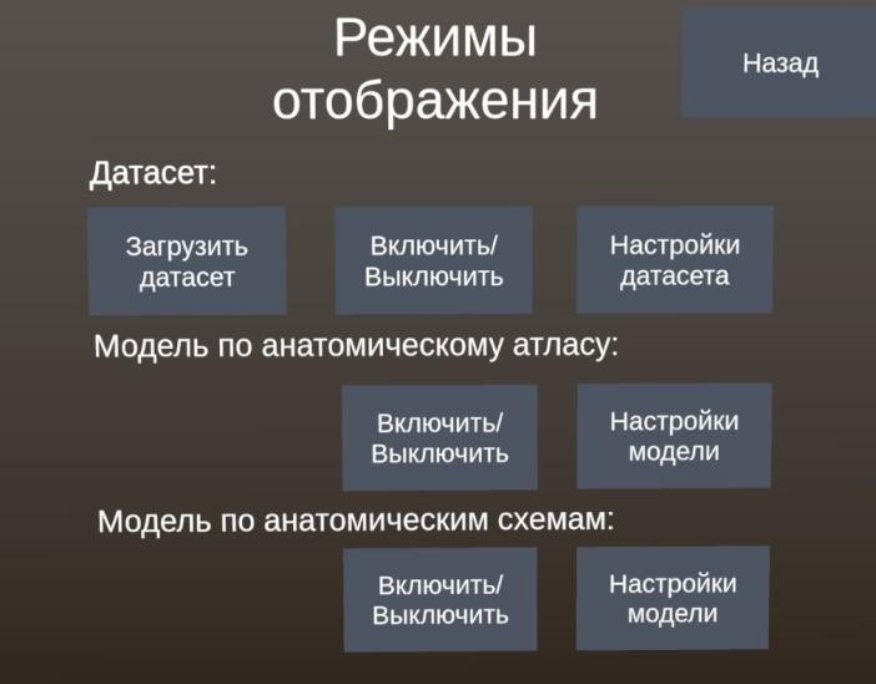 Режимы
отображения
Назад
Датасет:
Загрузить
датасет
Включить/
Выключить
Настройки
датасета
Модель по анатомическому атласу:
Включить/
Выключить
Настройки
модели
Модель по анатомическим схемам:
Включить/
Выключить
Настройки
модели